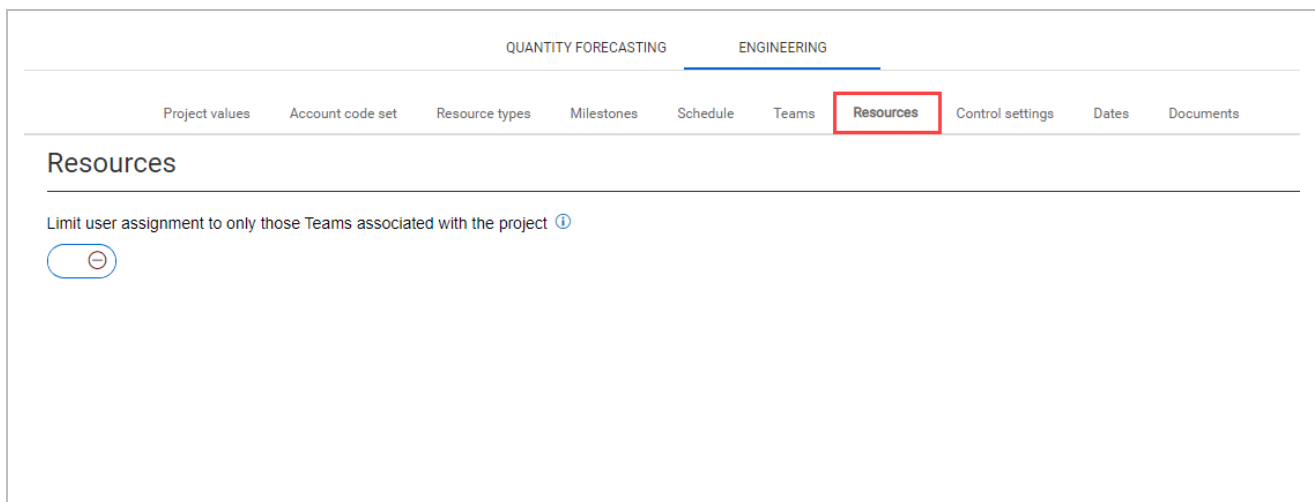 QUANTITY FORECASTING ENGINEERING
Project values Account code set Resource types Milestones Schedule Teams Resources Control settings Dates Documents
Resources
Limit user assignment to only those Teams associated with the project